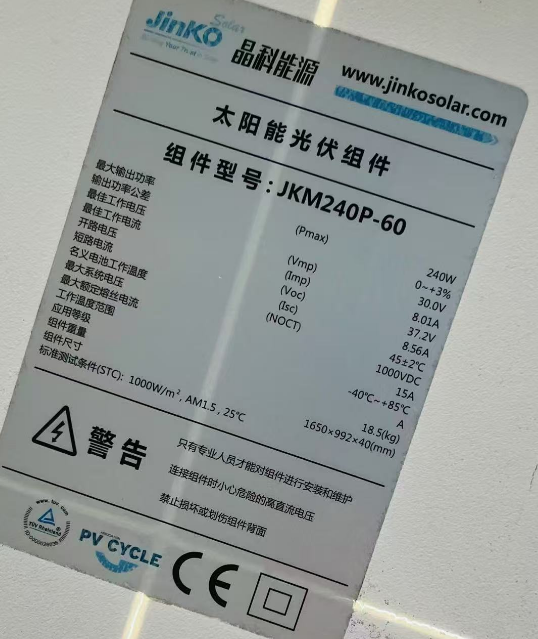 JinKO Solar
晶科能源
www.jinkosolar.com
太阳能光伏组件
组件型号：JKM240P-60
最大输出功率 (Pmax) 240W
输出功率公差 0~+3%
最佳工作电压 (Vmp) 30.0V
最佳工作电流 (Imp) 8.01A
开路电压 (Voc) 37.2V
短路电流 (Isc) 8.56A
名义电池工作温度 (NOCT) 45±2℃
最大系统电压 1000VDC
最大额定熔丝电流 15A
工作温度范围 -40℃~+85℃
应用等级 A
组件重量 18.5(kg)
组件尺寸 1650×992×40(mm)
标准测试条件(STC): 1000W/m², AM1.5, 25℃
警告
只有专业人员才能对组件进行安装和维护
连接组件时小心危险的高直流电压
禁止损坏或划伤组件背面
TÜV Rheinland
PV CYCLE
CE